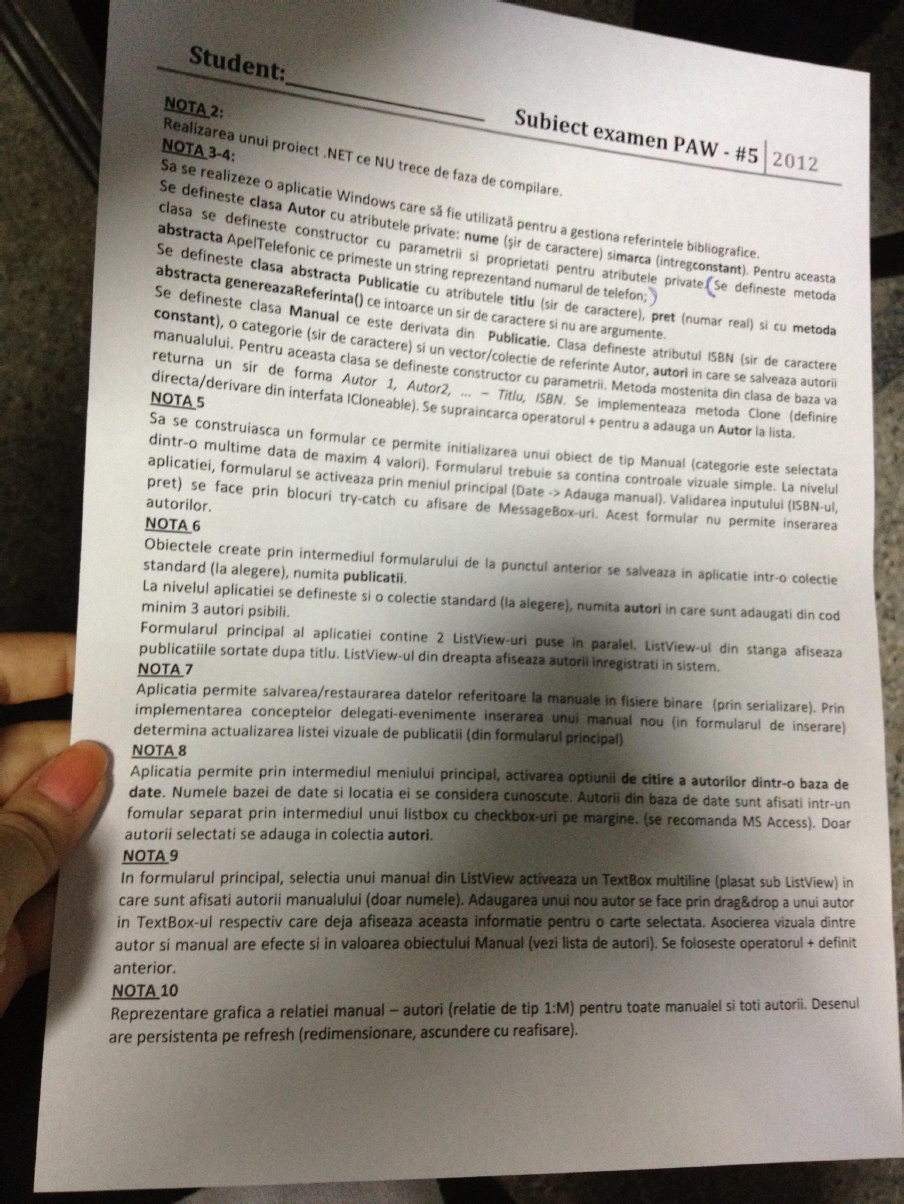 Student:
Subiect examen PAW - #5 2012
NOTA 2:
Realizarea unui proiect .NET ce NU trece de faza de compilare.
NOTA 3-4:
Sa se realizeze o aplicatie Windows care să fie utilizată pentru a gestiona referintele bibliografice.
Se defineste clasa Autor cu atributele private: nume (şir de caractere) simarca (intregconstant). Pentru aceasta
clasa se defineste constructor cu parametrii si proprietati pentru atributele private. (Se defineste metoda
abstracta ApelTelefonic ce primeste un string reprezentand numarul de telefon;)
Se defineste clasa abstracta Publicatie cu atributele titlu (sir de caractere), pret (numar real) si cu metoda
abstracta genereazaReferinta() ce intoarce un sir de caractere si nu are argumente.
Se defineste clasa Manual ce este derivata din Publicatie. Clasa defineste atributul ISBN (sir de caractere
constant), o categorie (sir de caractere) si un vector/colectie de referinte Autor, autori in care se salveaza autorii
manualului. Pentru aceasta clasa se defineste constructor cu parametrii. Metoda mostenita din clasa de baza va
returna un sir de forma Autor 1, Autor2, ... – Titlu, ISBN. Se implementeaza metoda Clone (definire
directa/derivare din interfata ICloneable). Se supraincarca operatorul + pentru a adauga un Autor la lista.
NOTA 5
Sa se construiasca un formular ce permite initializarea unui obiect de tip Manual (categorie este selectata
dintr-o multime data de maxim 4 valori). Formularul trebuie sa contina controale vizuale simple. La nivelul
aplicatiei, formularul se activeaza prin meniul principal (Date -> Adauga manual). Validarea inputului (ISBN-ul,
pret) se face prin blocuri try-catch cu afisare de MessageBox-uri. Acest formular nu permite inserarea
autorilor.
NOTA 6
Obiectele create prin intermediul formularului de la punctul anterior se salveaza in aplicatie intr-o colectie
standard (la alegere), numita publicatii.
La nivelul aplicatiei se defineste si o colectie standard (la alegere), numita autori in care sunt adaugati din cod
minim 3 autori psibili.
Formularul principal al aplicatiei contine 2 ListView-uri puse in paralel. ListView-ul din stanga afiseaza
publicatiile sortate dupa titlu. ListView-ul din dreapta afiseaza autorii inregistrati in sistem.
NOTA 7
Aplicatia permite salvarea/restaurarea datelor referitoare la manuale in fisiere binare (prin serializare). Prin
implementarea conceptelor delegati-evenimente inserarea unui manual nou (in formularul de inserare)
determina actualizarea listei vizuale de publicatii (din formularul principal)
NOTA 8
Aplicatia permite prin intermediul meniului principal, activarea optiunii de citire a autorilor dintr-o baza de
date. Numele bazei de date si locatia ei se considera cunoscute. Autorii din baza de date sunt afisati intr-un
fomular separat prin intermediul unui listbox cu checkbox-uri pe margine. (se recomanda MS Access). Doar
autorii selectati se adauga in colectia autori.
NOTA 9
In formularul principal, selectia unui manual din ListView activeaza un TextBox multiline (plasat sub ListView) in
care sunt afisati autorii manualului (doar numele). Adaugarea unui nou autor se face prin drag&drop a unui autor
in TextBox-ul respectiv care deja afiseaza aceasta informatie pentru o carte selectata. Asocierea vizuala dintre
autor si manual are efecte si in valoarea obiectului Manual (vezi lista de autori). Se foloseste operatorul + definit
anterior.
NOTA 10
Reprezentare grafica a relatiei manual – autori (relatie de tip 1:M) pentru toate manualel si toti autorii. Desenul
are persistenta pe refresh (redimensionare, ascundere cu reafisare).